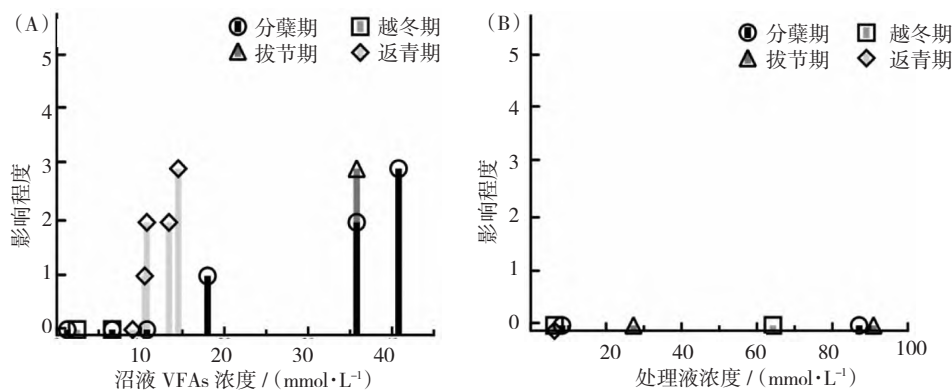 (A)
分蘖期 越冬期
拔节期 返青期
5
4
3
2
1
0
影响程度
10 20 30 40
沼液 VFAs 浓度 / (mmol·L⁻¹)
(B)
分蘖期 越冬期
拔节期 返青期
5
4
3
2
1
0
影响程度
20 40 60 80 100
处理液浓度 / (mmol·L⁻¹)